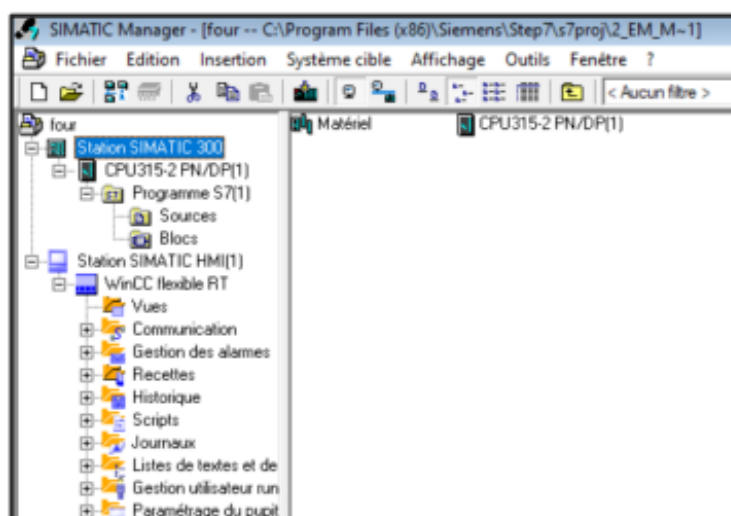 SIMATIC Manager - [four -- C:\Program Files (x86)\Siemens\Step7\s7proj\2_EM_M~1]
Fichier Edition Insertion Système cible Affichage Outils Fenêtre ?
< Aucun filtre >
four
Station SIMATIC 300
CPU315-2 PN/DP(1)
Programme S7(1)
Sources
Blocs
Station SIMATIC HMI(1)
WinCC flexible RT
Vues
Communication
Gestion des alarmes
Recettes
Historique
Scripts
Journaux
Listes de textes et de
Gestion utilisateur run
Paramétrage du pupit
Matériel CPU315-2 PN/DP(1)